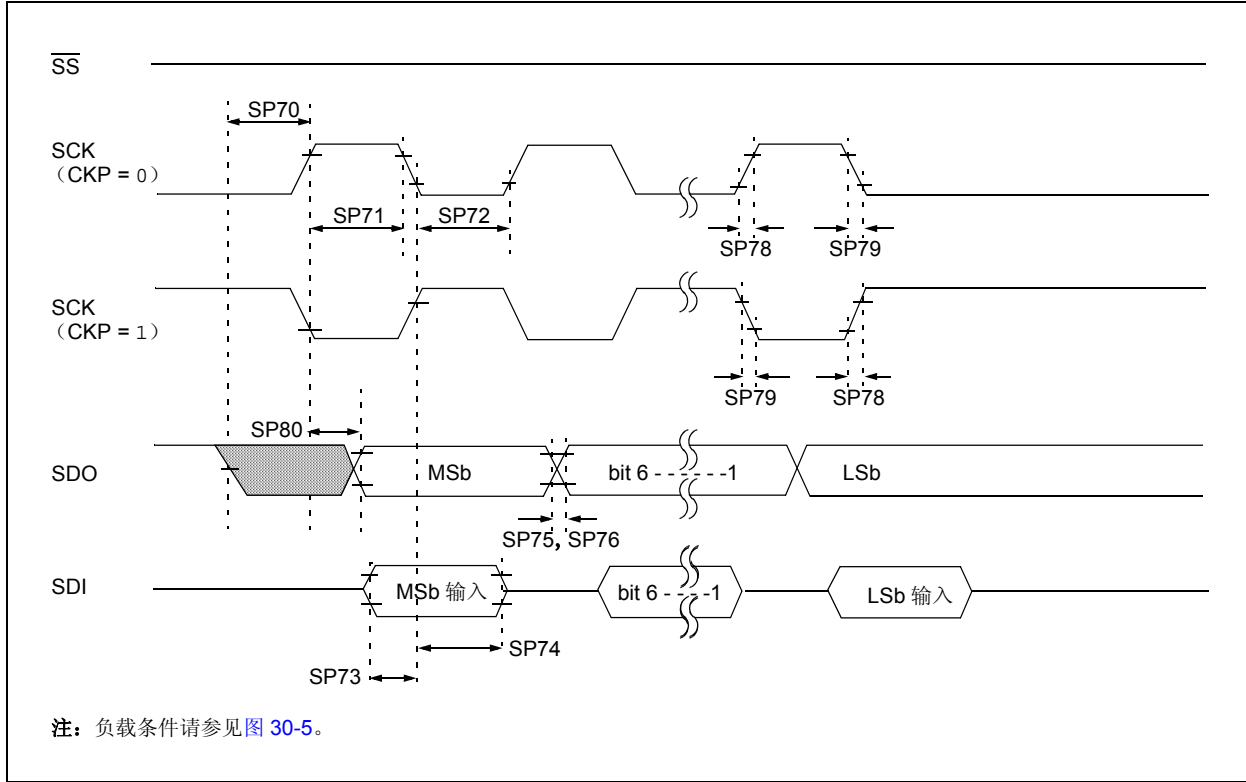 SS
SP70
SCK
（CKP = 0）
SP71
SP72
SP78
SP79
SCK
（CKP = 1）
SP79
SP78
SP80
SDO
MSb
bit 6 - - - - - -1
LSb
SP75, SP76
SDI
MSb 输入
bit 6 - - - - -1
LSb 输入
SP74
SP73
注：负载条件请参见图 30-5。